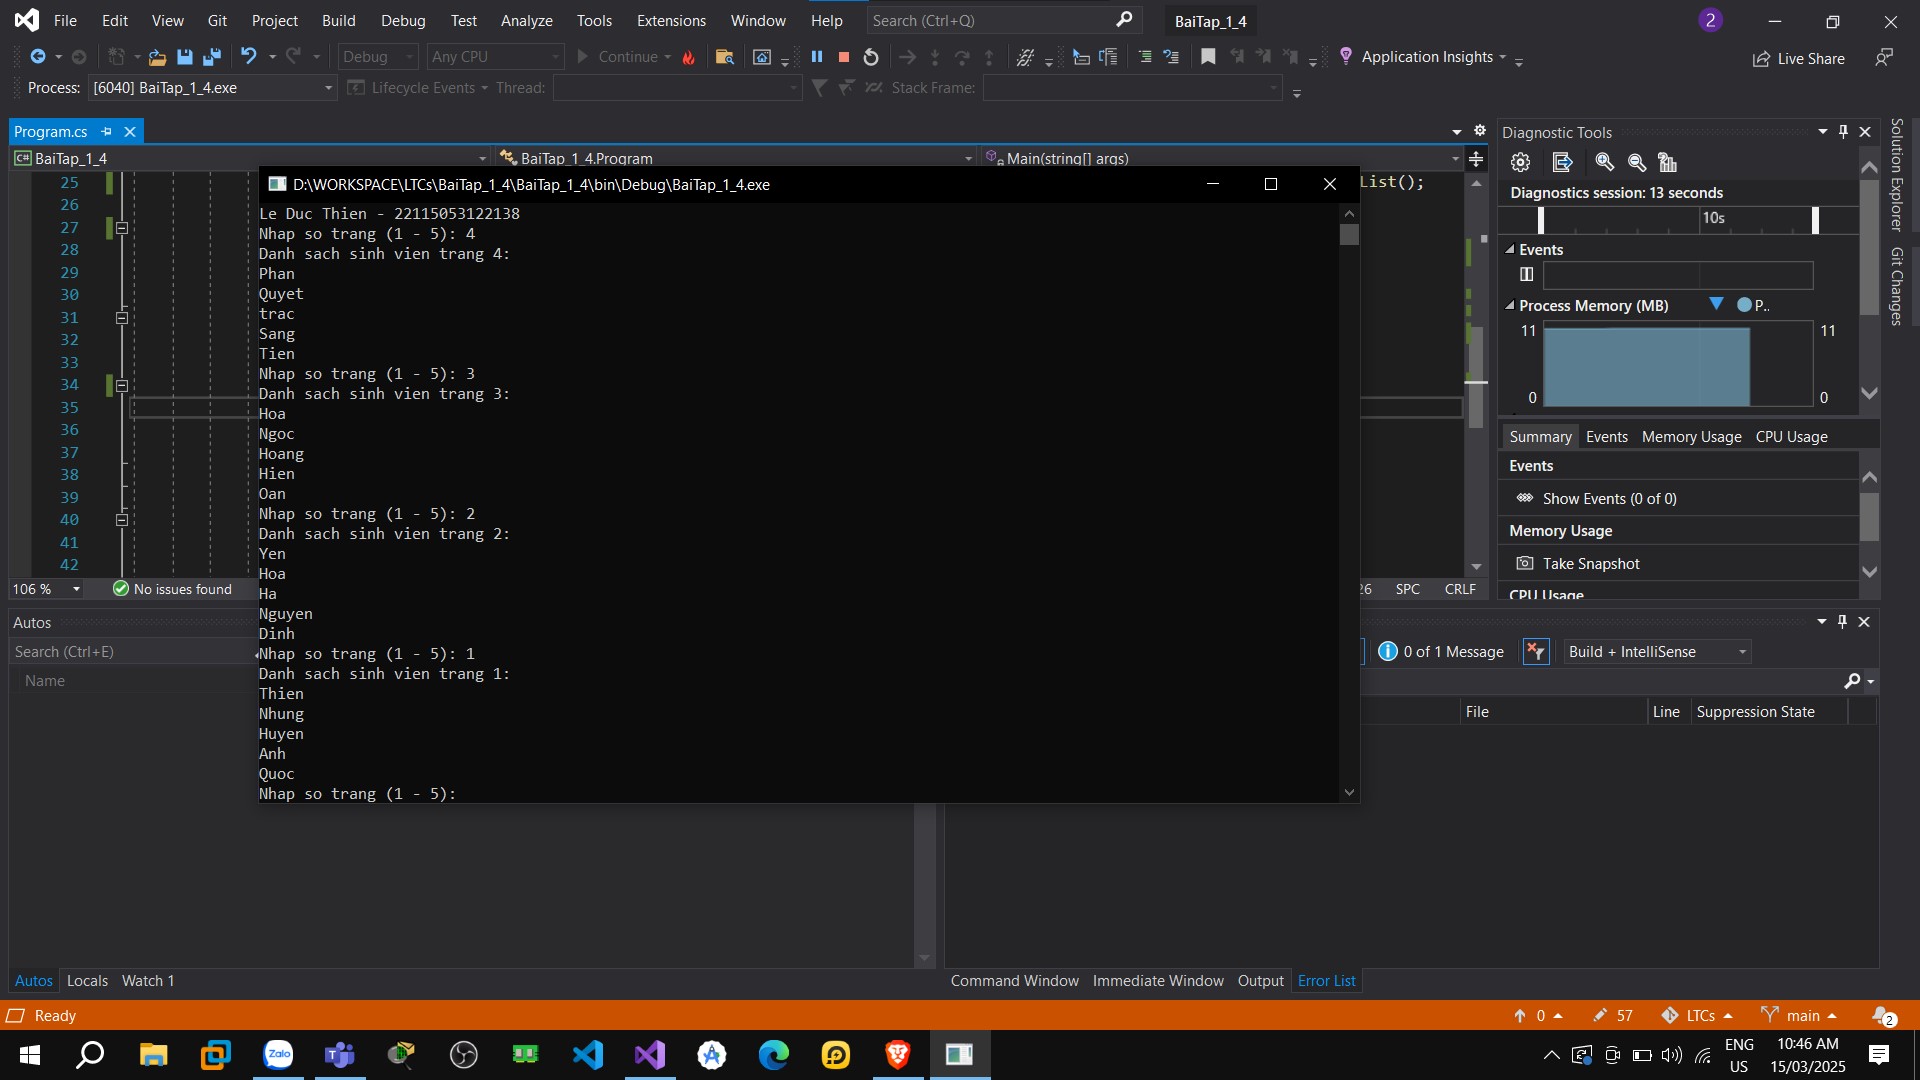 File Edit View Git Project Build Debug Test Analyze Tools Extensions Window Help Search (Ctrl+Q) BaiTap_1_4 2
Debug Any CPU Continue Application Insights Live Share
Process: [6040] BaiTap_1_4.exe Lifecycle Events Thread: Stack Frame:
Program.cs
C# BaiTap_1_4 BaiTap_1_4.Program Main(string[] args)
25 List();
26
27
28
29
30
31
32
33
34
35
36
37
38
39
40
41
42
D:\WORKSPACE\LTCs\BaiTap_1_4\BaiTap_1_4\bin\Debug\BaiTap_1_4.exe
Le Duc Thien - 22115053122138
Nhap so trang (1 - 5): 4
Danh sach sinh vien trang 4:
Phan
Quyet
trac
Sang
Tien
Nhap so trang (1 - 5): 3
Danh sach sinh vien trang 3:
Hoa
Ngoc
Hoang
Hien
Oan
Nhap so trang (1 - 5): 2
Danh sach sinh vien trang 2:
Yen
Hoa
Ha
Nguyen
Dinh
Nhap so trang (1 - 5): 1
Danh sach sinh vien trang 1:
Thien
Nhung
Huyen
Anh
Quoc
Nhap so trang (1 - 5):
106 % No issues found 26 SPC CRLF
Diagnostic Tools
Diagnostics session: 13 seconds
10s
Events
Process Memory (MB) P..
11 11
0 0
Summary Events Memory Usage CPU Usage
Events
Show Events (0 of 0)
Memory Usage
Take Snapshot
CPU Usage
Solution Explorer
Git Changes
Autos
Search (Ctrl+E)
Name
Autos Locals Watch 1
0 of 1 Message Build + IntelliSense
File Line Suppression State
Command Window Immediate Window Output Error List
Ready 0 57 LTCs main 2
Zalo ENG US 10:46 AM 15/03/2025